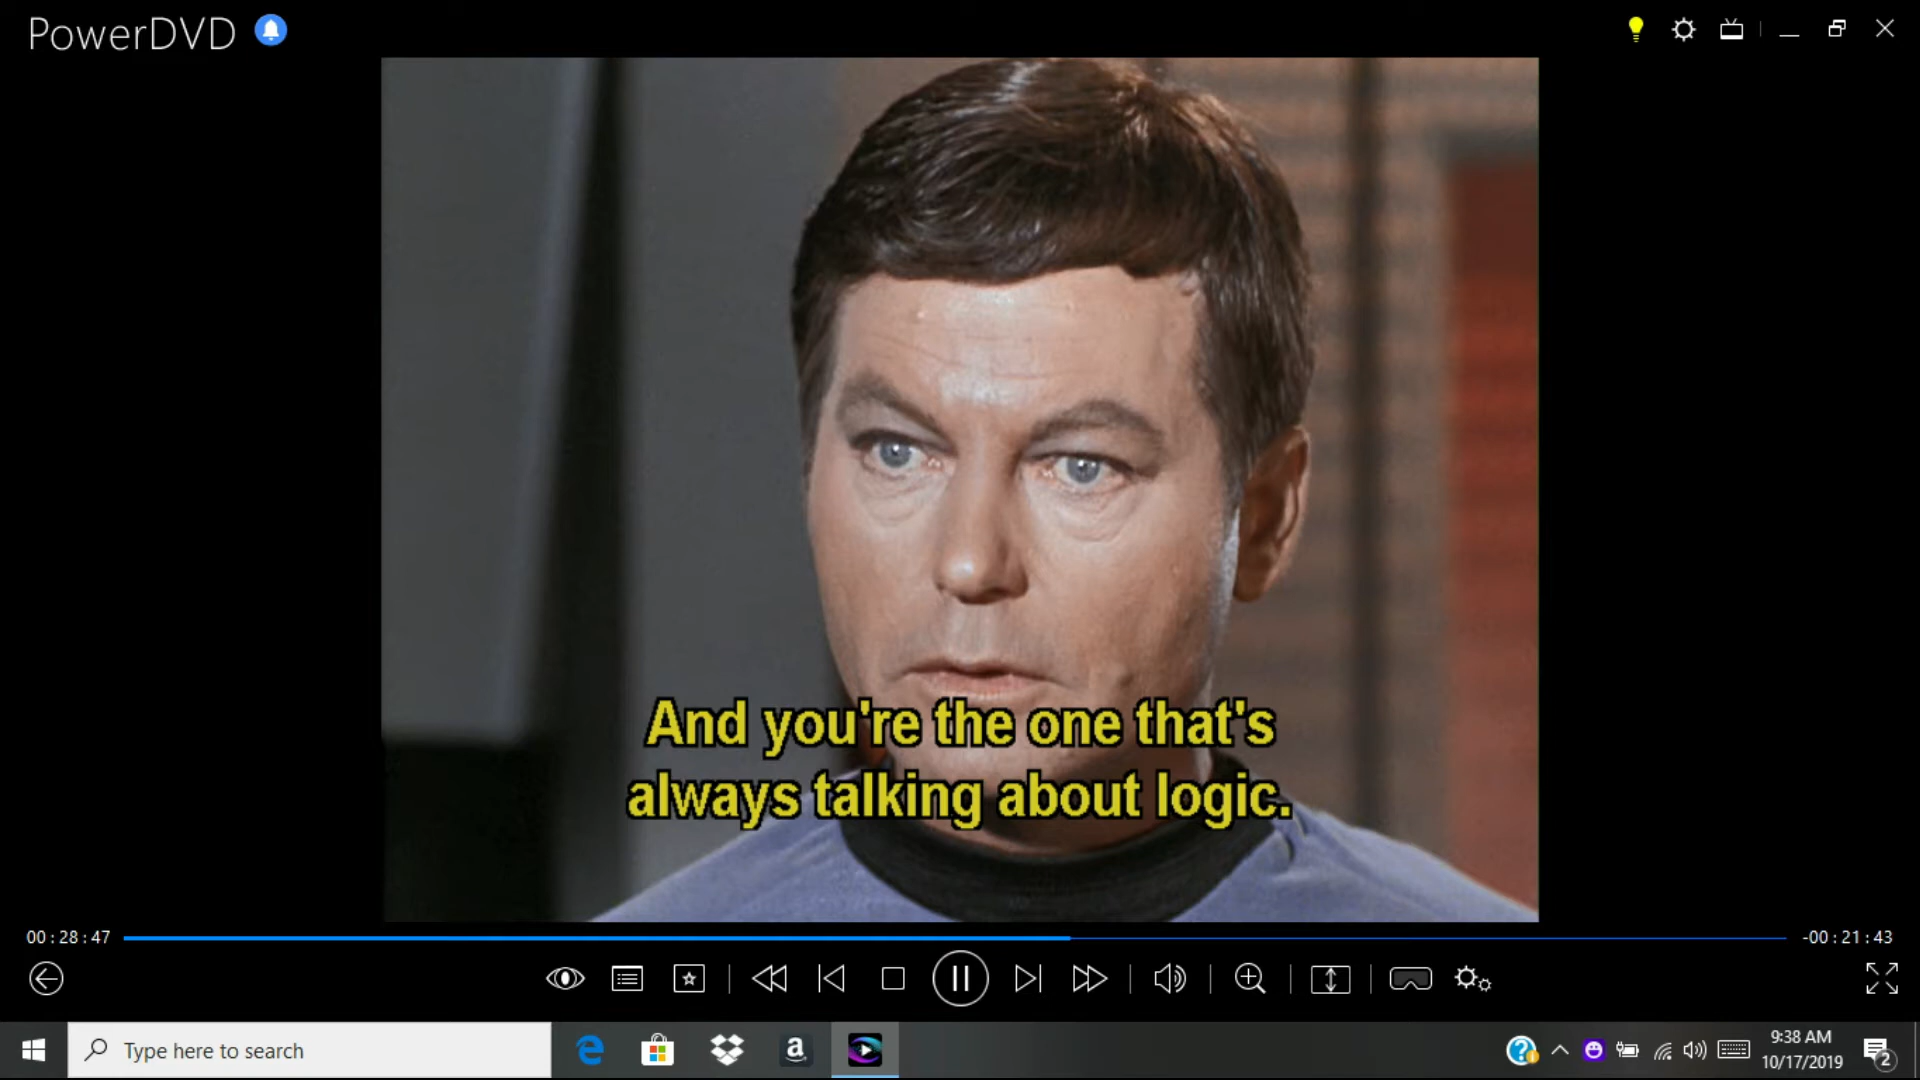 PowerDVD
And you're the one that's
always talking about logic.
00:28:47
-00:21:43
Type here to search
9:38 AM
10/17/2019
2